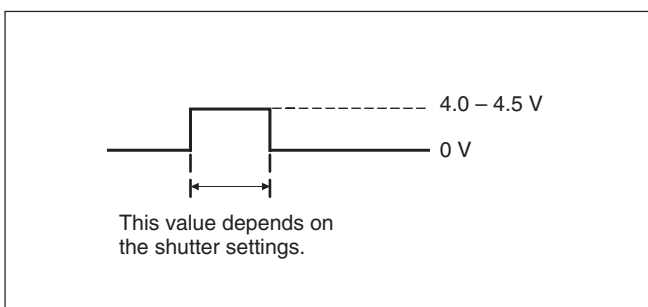 4.0 – 4.5 V
0 V
This value depends on
the shutter settings.